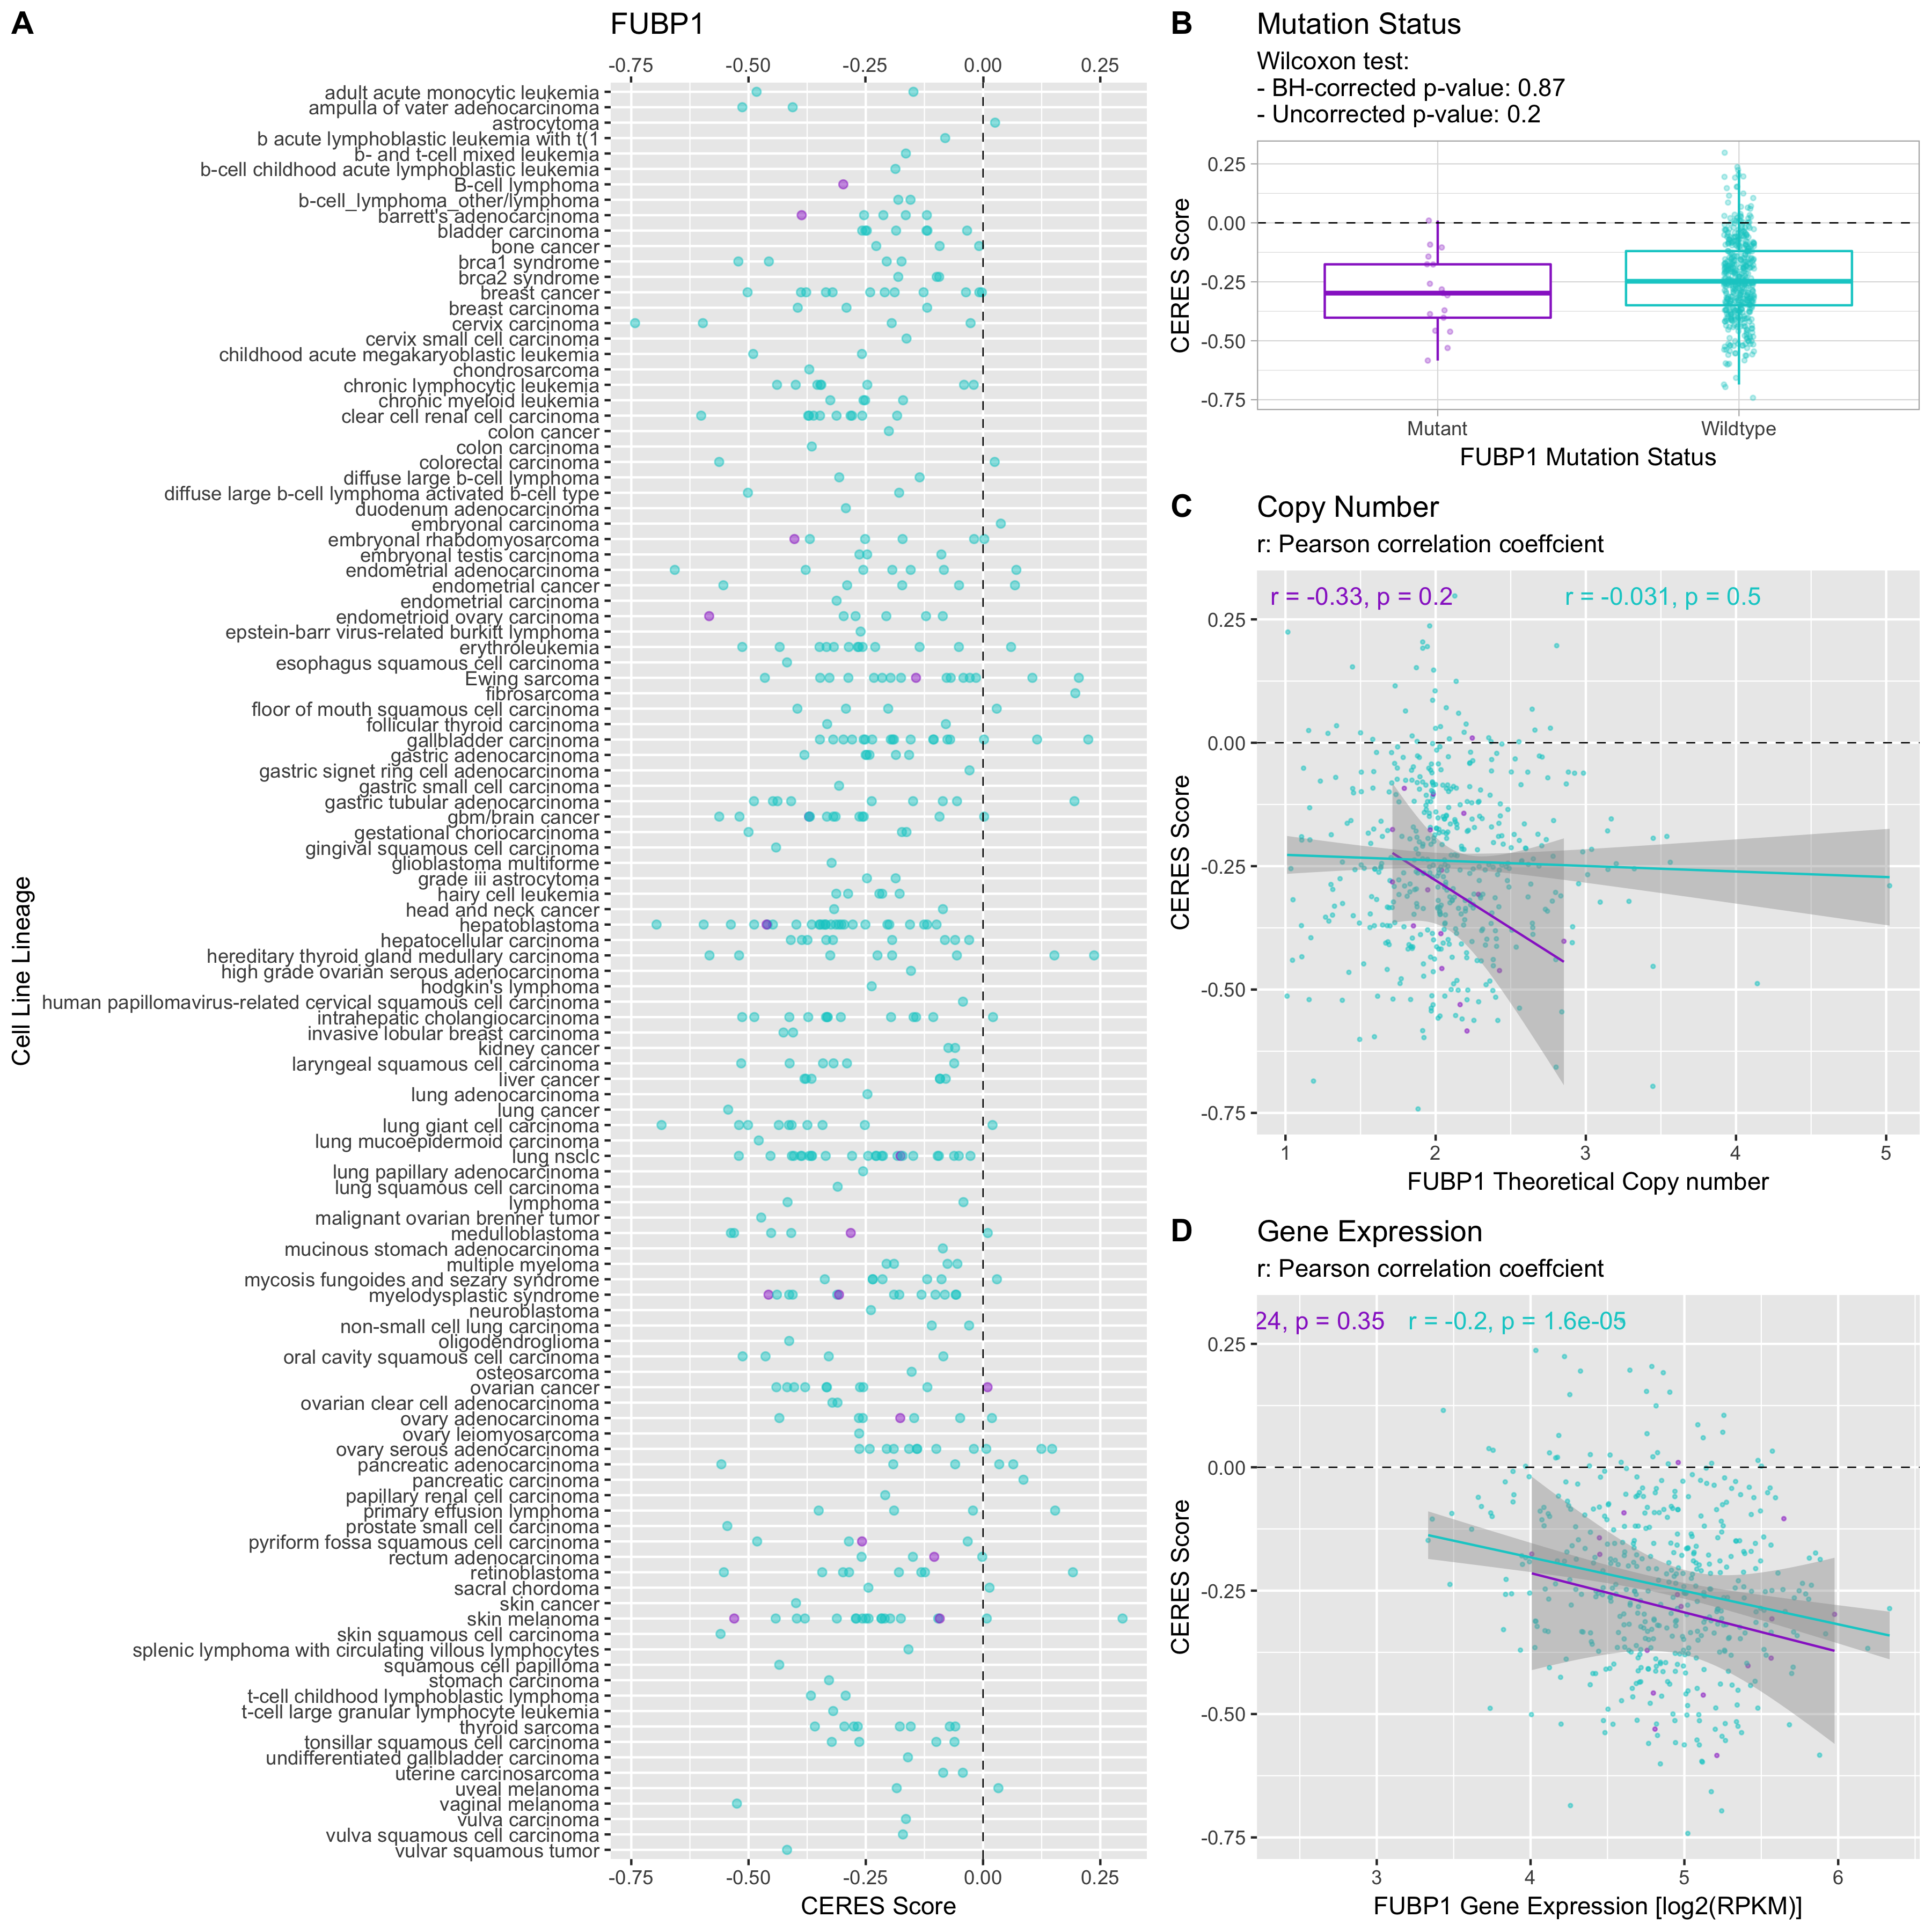 A
FUBP1
-0.75 -0.50 -0.25 0.00 0.25
adult acute monocytic leukemia
ampulla of vater adenocarcinoma
astrocytoma
b acute lymphoblastic leukemia with t(1
b- and t-cell mixed leukemia
b-cell childhood acute lymphoblastic leukemia
B-cell lymphoma
b-cell_lymphoma_other/lymphoma
barrett's adenocarcinoma
bladder carcinoma
bone cancer
brca1 syndrome
brca2 syndrome
breast cancer
breast carcinoma
cervix carcinoma
cervix small cell carcinoma
childhood acute megakaryoblastic leukemia
chondrosarcoma
chronic lymphocytic leukemia
chronic myeloid leukemia
clear cell renal cell carcinoma
colon cancer
colon carcinoma
colorectal carcinoma
diffuse large b-cell lymphoma
diffuse large b-cell lymphoma activated b-cell type
duodenum adenocarcinoma
embryonal carcinoma
embryonal rhabdomyosarcoma
embryonal testis carcinoma
endometrial adenocarcinoma
endometrial cancer
endometrial carcinoma
endometrioid ovary carcinoma
epstein-barr virus-related burkitt lymphoma
erythroleukemia
esophagus squamous cell carcinoma
Ewing sarcoma
fibrosarcoma
floor of mouth squamous cell carcinoma
follicular thyroid carcinoma
gallbladder carcinoma
gastric adenocarcinoma
gastric signet ring cell adenocarcinoma
gastric small cell carcinoma
gastric tubular adenocarcinoma
gbm/brain cancer
gestational choriocarcinoma
gingival squamous cell carcinoma
glioblastoma multiforme
grade iii astrocytoma
hairy cell leukemia
head and neck cancer
hepatoblastoma
hepatocellular carcinoma
hereditary thyroid gland medullary carcinoma
high grade ovarian serous adenocarcinoma
hodgkin's lymphoma
human papillomavirus-related cervical squamous cell carcinoma
intrahepatic cholangiocarcinoma
invasive lobular breast carcinoma
kidney cancer
laryngeal squamous cell carcinoma
liver cancer
lung adenocarcinoma
lung cancer
lung giant cell carcinoma
lung mucoepidermoid carcinoma
lung nsclc
lung papillary adenocarcinoma
lung squamous cell carcinoma
lymphoma
malignant ovarian brenner tumor
medulloblastoma
mucinous stomach adenocarcinoma
multiple myeloma
mycosis fungoides and sezary syndrome
myelodysplastic syndrome
neuroblastoma
non-small cell lung carcinoma
oligodendroglioma
oral cavity squamous cell carcinoma
osteosarcoma
ovarian cancer
ovarian clear cell adenocarcinoma
ovary adenocarcinoma
ovary leiomyosarcoma
ovary serous adenocarcinoma
pancreatic adenocarcinoma
pancreatic carcinoma
papillary renal cell carcinoma
primary effusion lymphoma
prostate small cell carcinoma
pyriform fossa squamous cell carcinoma
rectum adenocarcinoma
retinoblastoma
sacral chordoma
skin cancer
skin melanoma
skin squamous cell carcinoma
splenic lymphoma with circulating villous lymphocytes
squamous cell papilloma
stomach carcinoma
t-cell childhood lymphoblastic lymphoma
t-cell large granular lymphocyte leukemia
thyroid sarcoma
tonsillar squamous cell carcinoma
undifferentiated gallbladder carcinoma
uterine carcinosarcoma
uveal melanoma
vaginal melanoma
vulva carcinoma
vulva squamous cell carcinoma
vulvar squamous tumor
-0.75 -0.50 -0.25 0.00 0.25
CERES Score
Cell Line Lineage
B
Mutation Status
Wilcoxon test:
- BH-corrected p-value: 0.87
- Uncorrected p-value: 0.2
0.25
0.00
-0.25
-0.50
-0.75
CERES Score
Mutant Wildtype
FUBP1 Mutation Status
C
Copy Number
r: Pearson correlation coeffcient
r = -0.33, p = 0.2 r = -0.031, p = 0.5
0.25
0.00
-0.25
-0.50
-0.75
CERES Score
1 2 3 4 5
FUBP1 Theoretical Copy number
D
Gene Expression
r: Pearson correlation coeffcient
24, p = 0.35 r = -0.2, p = 1.6e-05
0.25
0.00
-0.25
-0.50
-0.75
CERES Score
3 4 5 6
FUBP1 Gene Expression [log2(RPKM)]